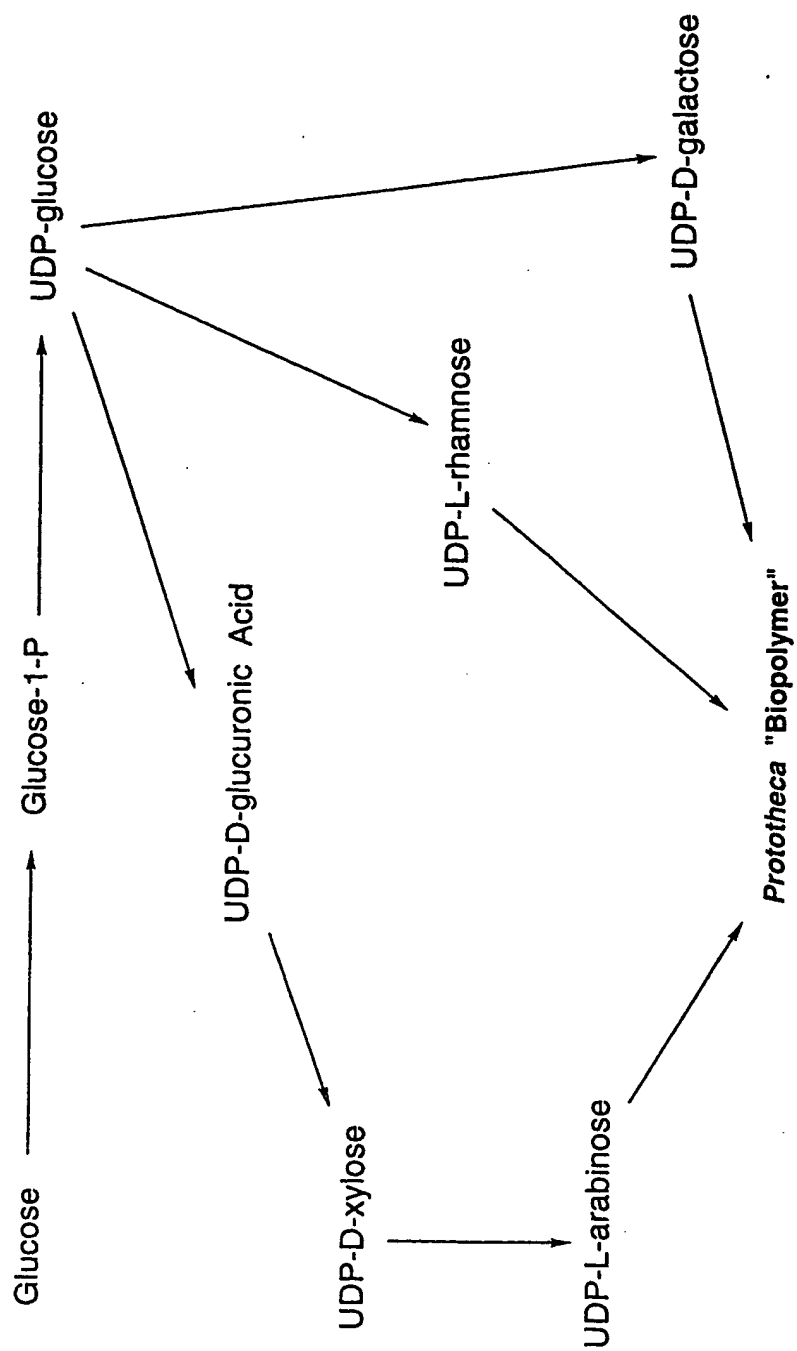 Glucose
Glucose-1-P
UDP-glucose
UDP-D-glucuronic Acid
UDP-D-xylose
UDP-L-rhamnose
UDP-L-arabinose
UDP-D-galactose
Prototheca "Biopolymer"